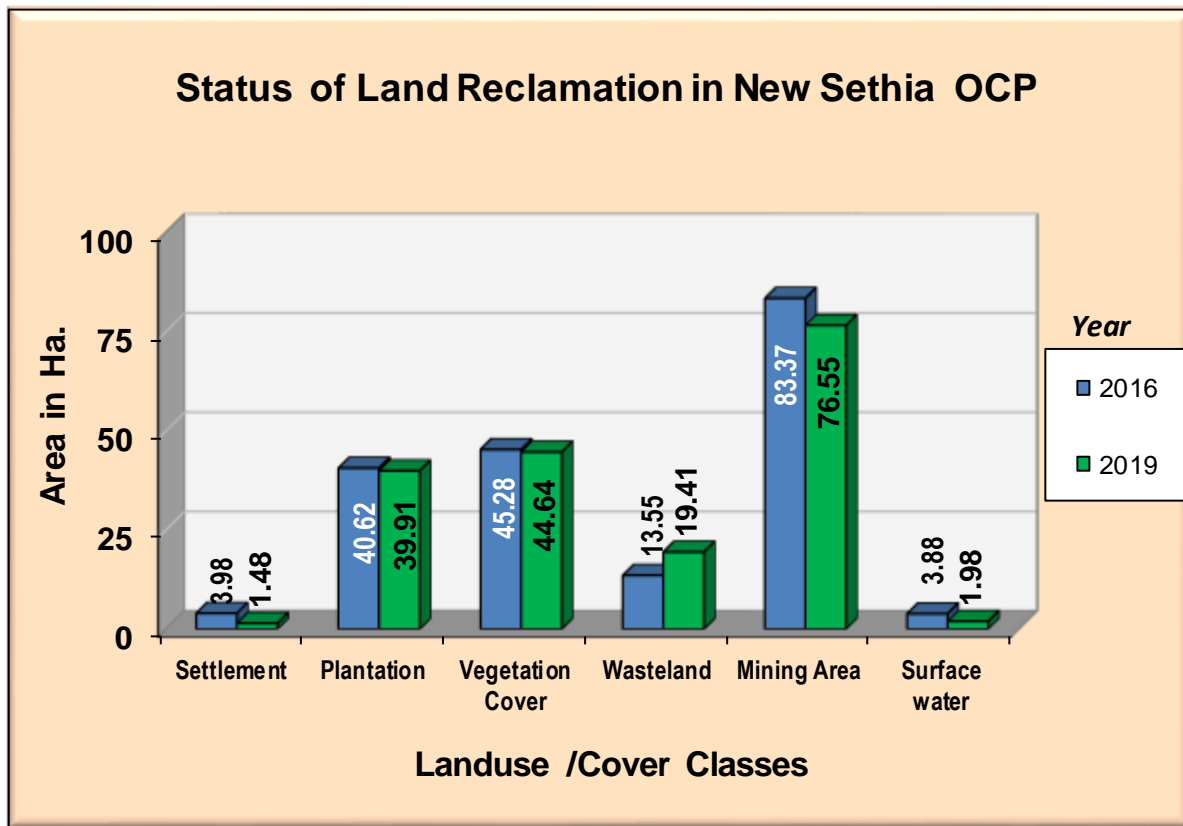 Status of Land Reclamation in New Sethia OCP
100
75
50
25
0
Area in Ha.
3.98
1.48
40.62
39.91
45.28
44.64
13.55
19.41
83.37
76.55
3.88
1.98
Settlement
Plantation
Vegetation
Cover
Wasteland
Mining Area
Surface
water
Landuse /Cover Classes
Year
2016
2019